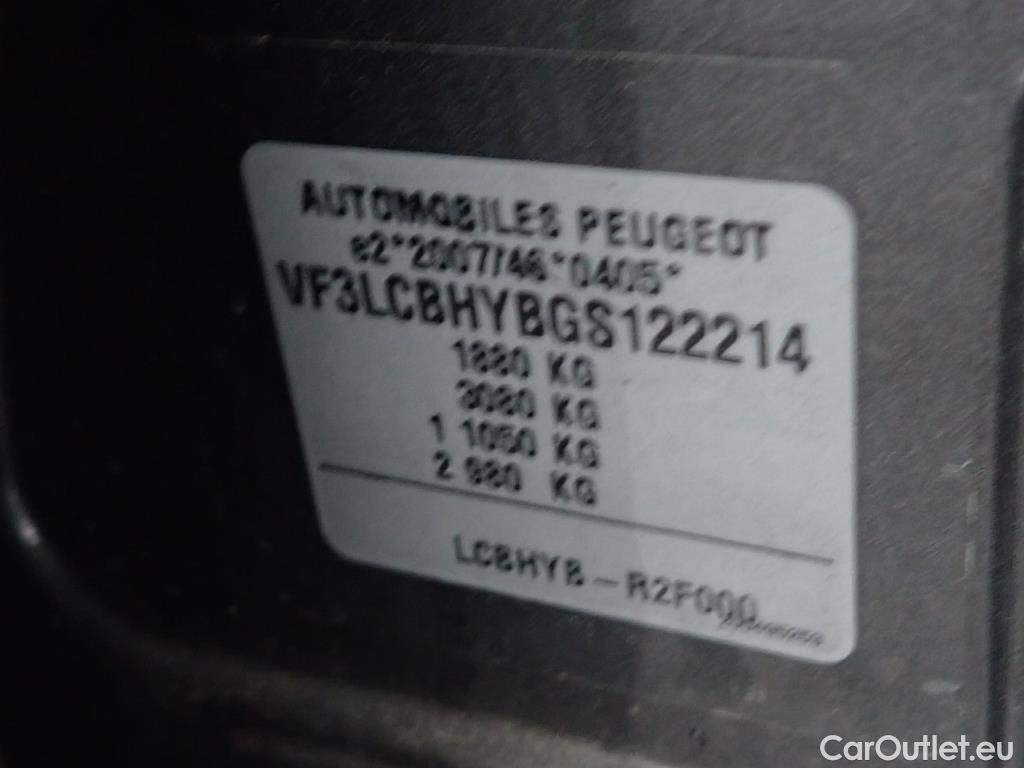 AUTOMOBILES PEUGEOT
e2*2007/46*0405*
VF3LCBHYBGS122214
1880 KG
3080 KG
1 1050 KG
2 980 KG
LCBHYB - R2F000
CarOutlet.eu